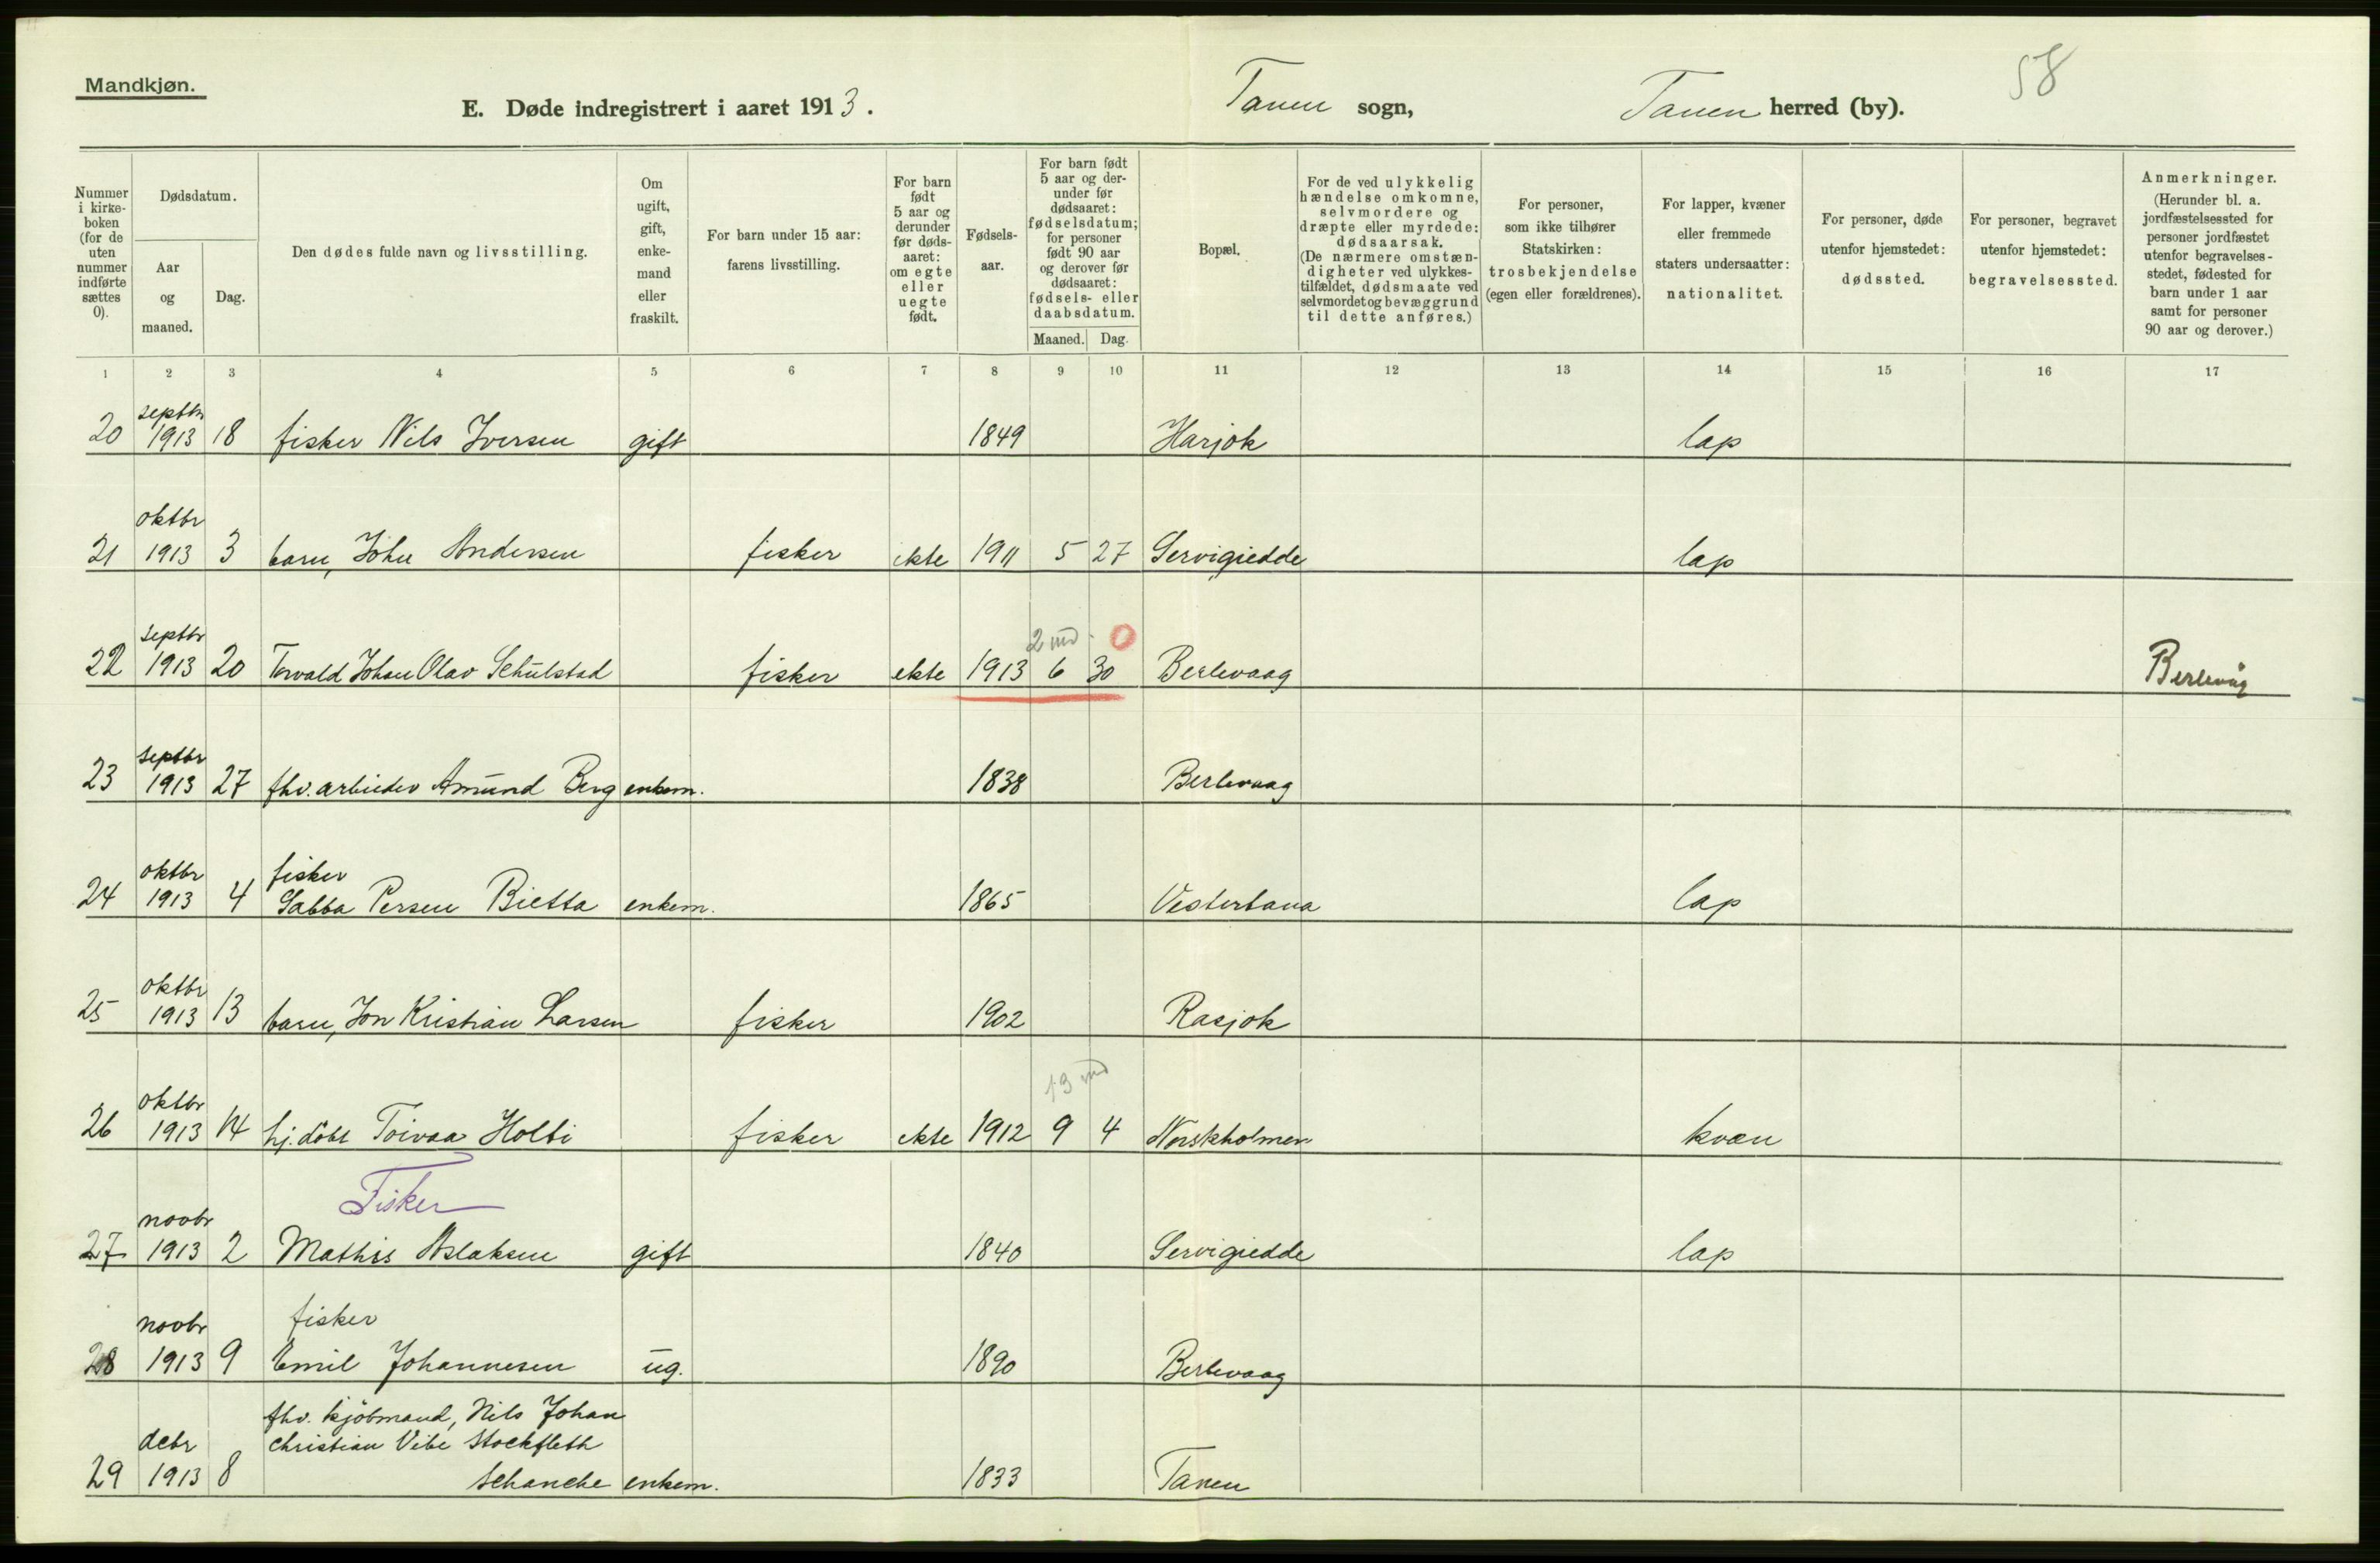 58
Mandkjøn.
E. Døde indregistrert i aaret 1913. Tanen sogn, Tanen herred (by).
Nummer i kirkeboken (for de uten nummer indførte sættes 0).
Dødsdatum.
Aar og maaned.
Dag.
Den dødes fulde navn og livsstilling.
Om ugift, gift, enkemand eller fraskilt.
For barn under 15 aar: farens livsstilling.
For barn født 5 aar og derunder før dødsaaret: om egte eller uegte født.
Fødselsaar.
For barn født 5 aar og derunder før dødsaaret: fødselsdatum; for personer født 90 aar og derover før dødsaaret: fødsels- eller daabsdatum.
Maaned. Dag.
Bopæl.
For de ved ulykkelig hændelse omkomne, selvmordere og dræpte eller myrdede: dødsaarsak. (De nærmere omstændigheter ved ulykkestilfældet, dødsmaate ved selvmordet og bevæggrund til dette anføres.)
For personer, som ikke tilhører Statskirken: trosbekjendelse (egen eller forældrenes).
For lapper, kvæner eller fremmede staters undersaatter: nationalitet.
For personer, døde utenfor hjemstedet: dødssted.
For personer, begravet utenfor hjemstedet: begravelsessted.
Anmerkninger. (Herunder bl. a. jordfæstelsessted for personer jordfæstet utenfor begravelsesstedet, fødested for barn under 1 aar samt for personer 90 aar og derover.)
1 2 3 4 5 6 7 8 9 10 11 12 13 14 15 16 17
septbr
20 1913 18 fisker Nils Iversen gift 1849 Harjok lap
oktbr
21 1913 3 barn, John Andersen fisker ekte 1911 5 27 Servigiedde lap
septbr 2 md. 0
22 1913 20 Torvald Johan Olav Schulstad fisker ekte 1913 6 30 Berlevaag Berlevåg
septbr
23 1913 27 fhv. arbieder Amund Berg enkem. 1838 Berlevaag
oktbr fisker
24 1913 4 Sabba Persen Bietta enkem. 1865 Vestertana lap
oktbr
25 1913 13 barn, Jon Kristian Larsen fisker 1902 Rasjok
oktbr 13 md
26 1913 14 hj.døbt Toivaa Holti fisker ekte 1912 9 4 Norskholmen kvæn
Fisker
novbr
27 1913 2 Mathis Aslaksen gift 1840 Servigiedde lap
novbr fisker
28 1913 9 Emil Johannesen ug. 1890 Berlevaag
fhv. kjøbmand, Nils Johan
debr Christian Vibe Stockfleth
29 1913 8 Schanche enkem. 1833 Tanen